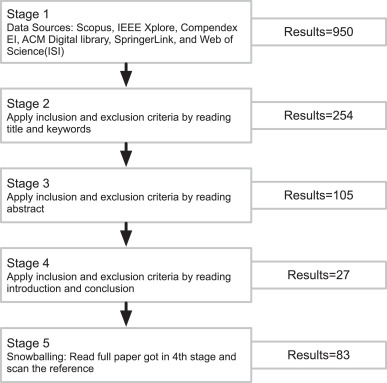 Stage 1
Data Sources: Scopus, IEEE Xplore, Compendex
EI, ACM Digital library, SpringerLink, and Web of
Science(ISI)
Results=950
Stage 2
Apply inclusion and exclusion criteria by reading
title and keywords
Results=254
Stage 3
Apply inclusion and exclusion criteria by reading
abstract
Results=105
Stage 4
Apply inclusion and exclusion criteria by reading
introduction and conclusion
Results=27
Stage 5
Snowballing: Read full paper got in 4th stage and
scan the reference
Results=83